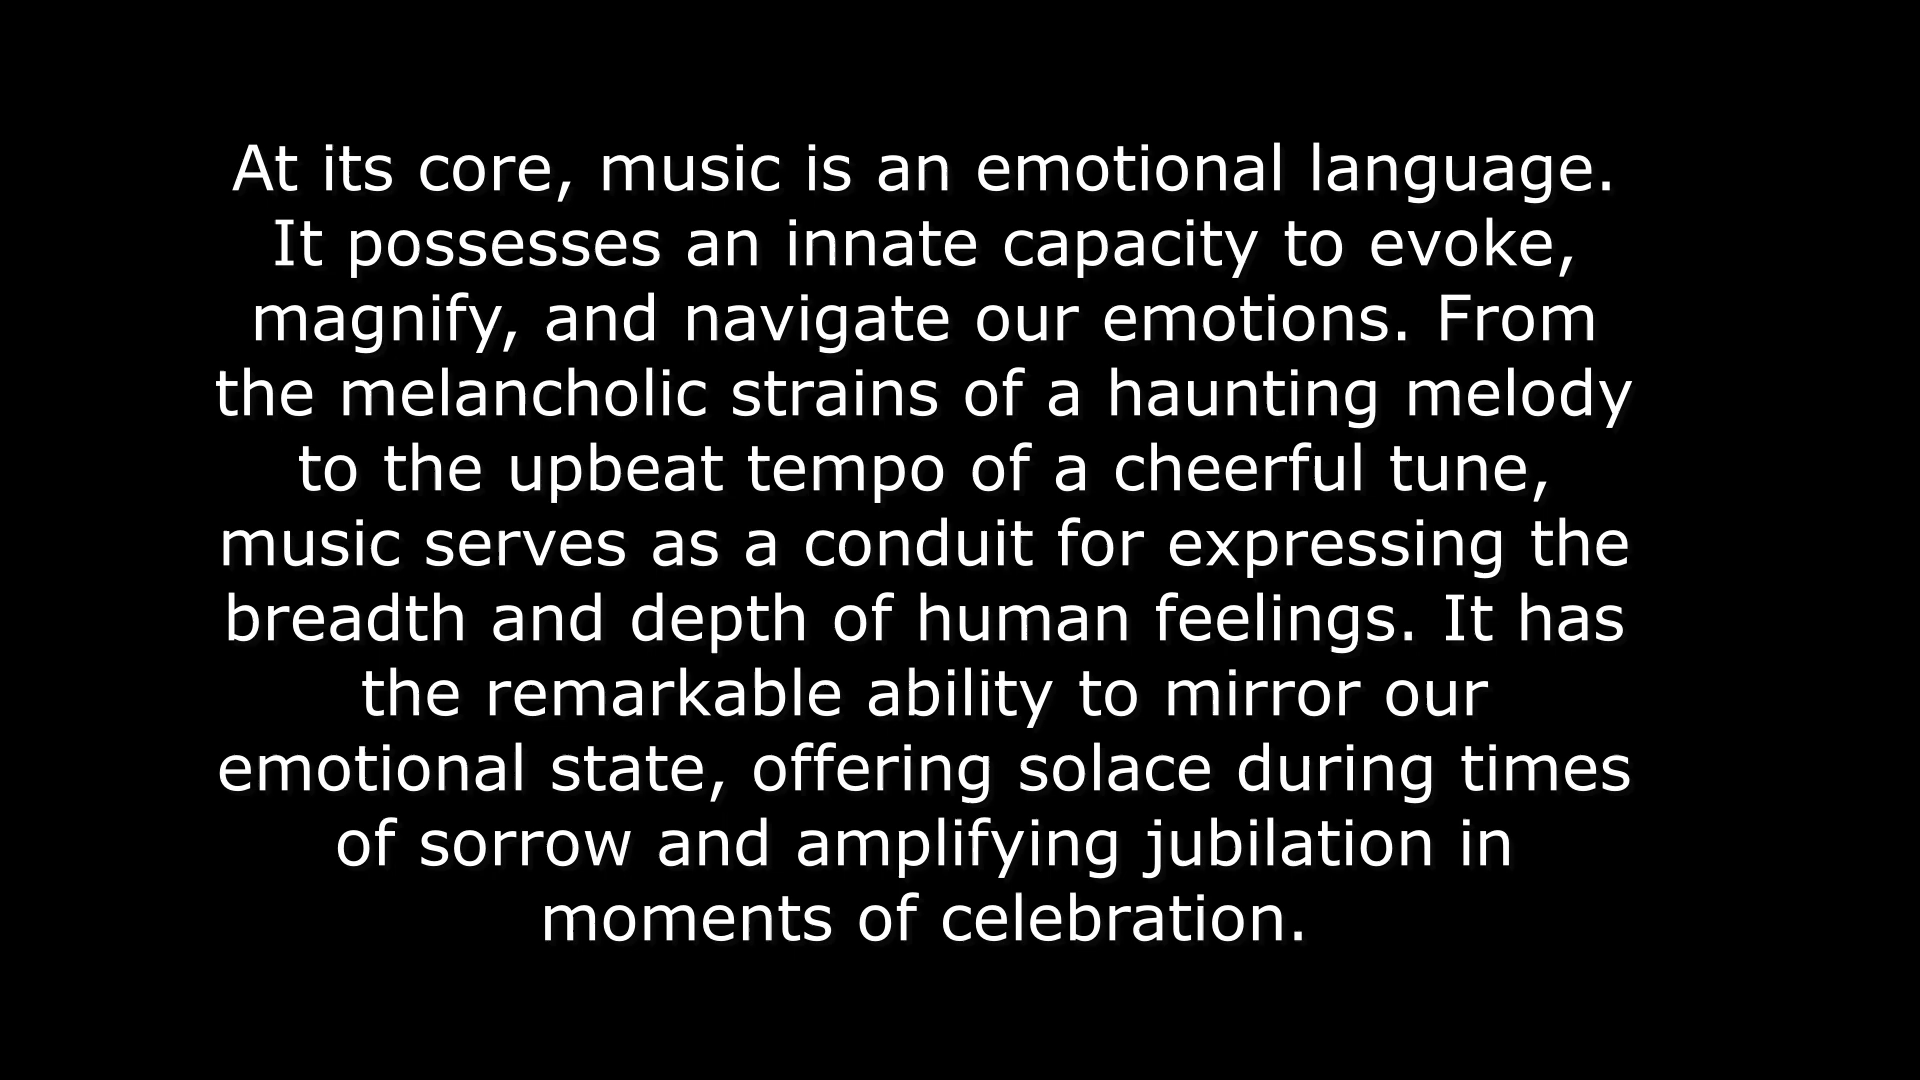 At its core, music is an emotional language.
It possesses an innate capacity to evoke,
magnify, and navigate our emotions. From
the melancholic strains of a haunting melody
to the upbeat tempo of a cheerful tune,
music serves as a conduit for expressing the
breadth and depth of human feelings. It has
the remarkable ability to mirror our
emotional state, offering solace during times
of sorrow and amplifying jubilation in
moments of celebration.